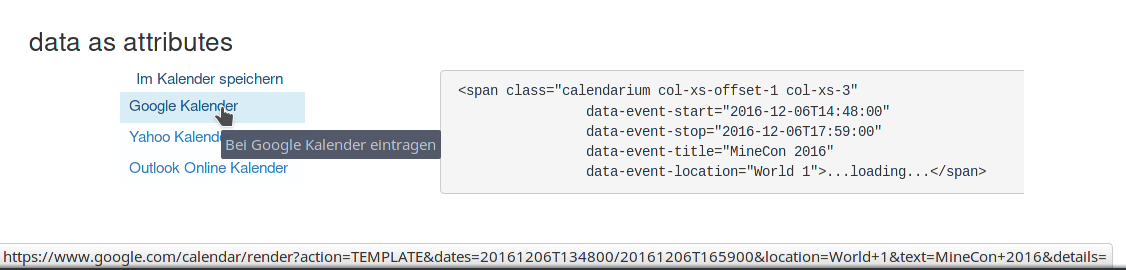 data as attributes
Im Kalender speichern
Google Kalender
Yahoo Kalende
Bei Google Kalender eintragen
Outlook Online Kalender
<span class="calendarium col-xs-offset-1 col-xs-3"
data-event-start="2016-12-06T14:48:00"
data-event-stop="2016-12-06T17:59:00"
data-event-title="MineCon 2016"
data-event-location="World 1">...loading...</span>
https://www.google.com/calendar/render?action=TEMPLATE&dates=20161206T134800/20161206T165900&location=World+1&text=MineCon+2016&details=